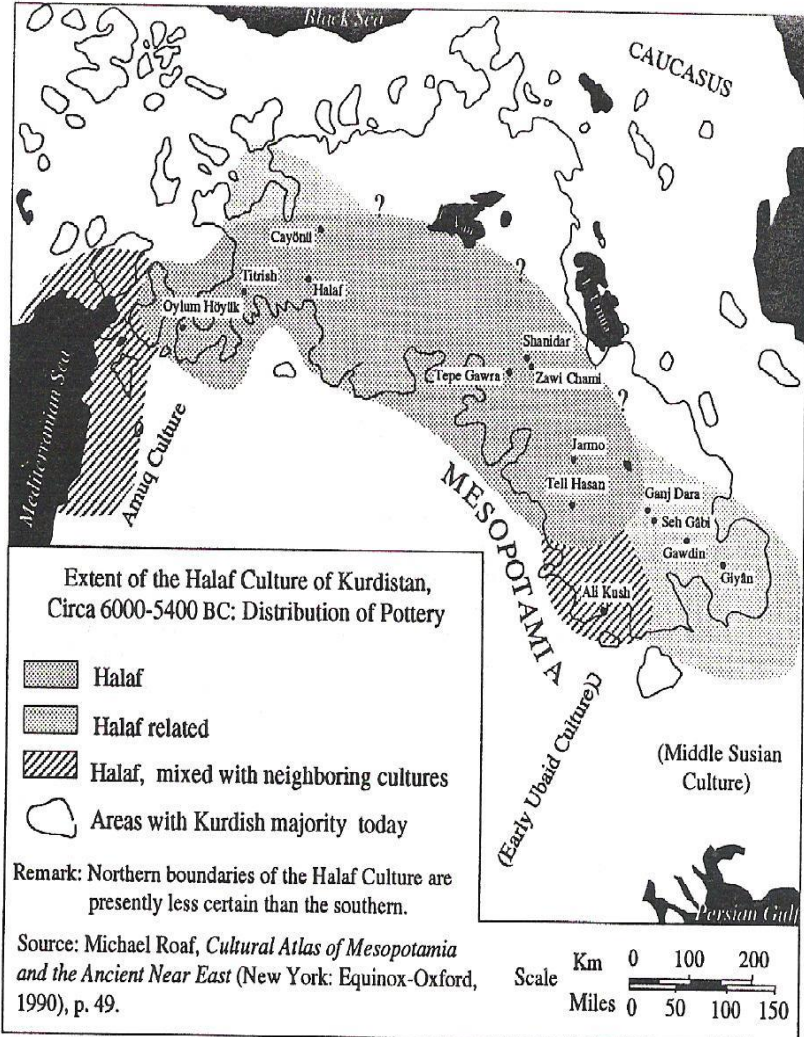 Black Sea
CAUCASUS
?
Cayönü
Van
?
Titrish
Halaf
Oylum Höyük
Urmia
Shanidar
Tepe Gawra
Zawi Chami
?
Mediterranean Sea
Amuq Culture
Jarmo
MESOPOTAMIA
Tell Hasan
Ganj Dara
Seh Gâbi
Gawdin
Giyân
Ali Kush
Extent of the Halaf Culture of Kurdistan,
Circa 6000-5400 BC: Distribution of Pottery
Halaf
Halaf related
Halaf, mixed with neighboring cultures
Areas with Kurdish majority today
(Early Ubaid Culture)
(Middle Susian
Culture)
Remark: Northern boundaries of the Halaf Culture are
presently less certain than the southern.
Persian Gulf
Source: Michael Roaf, Cultural Atlas of Mesopotamia
and the Ancient Near East (New York: Equinox-Oxford,
1990), p. 49.
Scale
Km 0 100 200
Miles 0 50 100 150